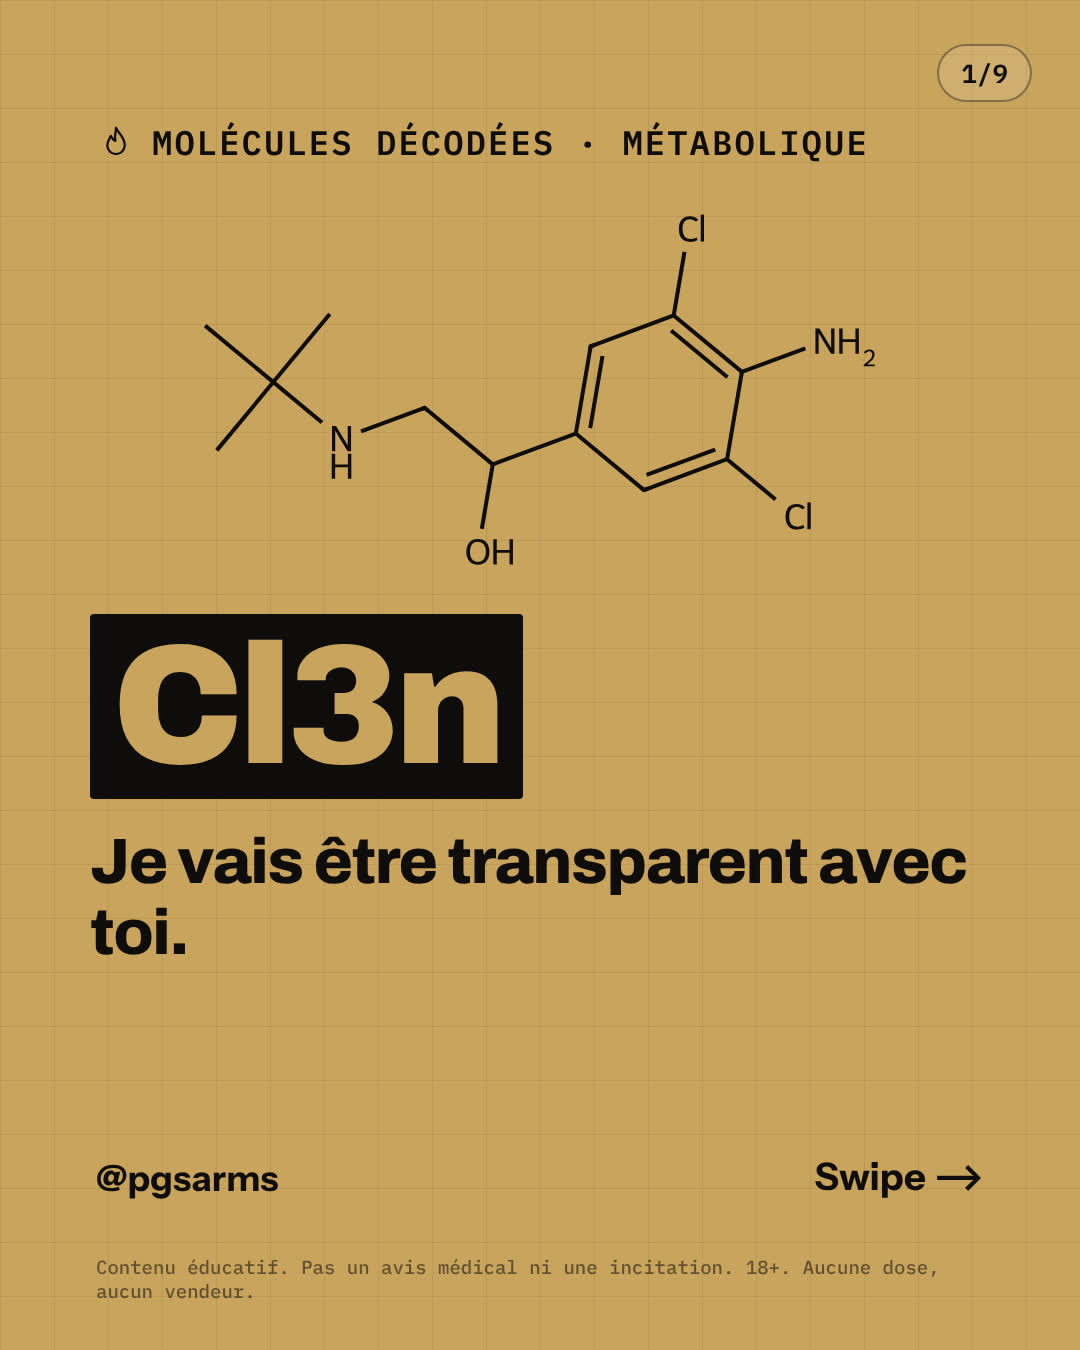 1/9
MOLÉCULES DÉCODÉES · MÉTABOLIQUE
Cl
NH₂
N
H
Cl
OH
Cl3n
Je vais être transparent avec
toi.
@pgsarms
Swipe →
Contenu éducatif. Pas un avis médical ni une incitation. 18+. Aucune dose,
aucun vendeur.